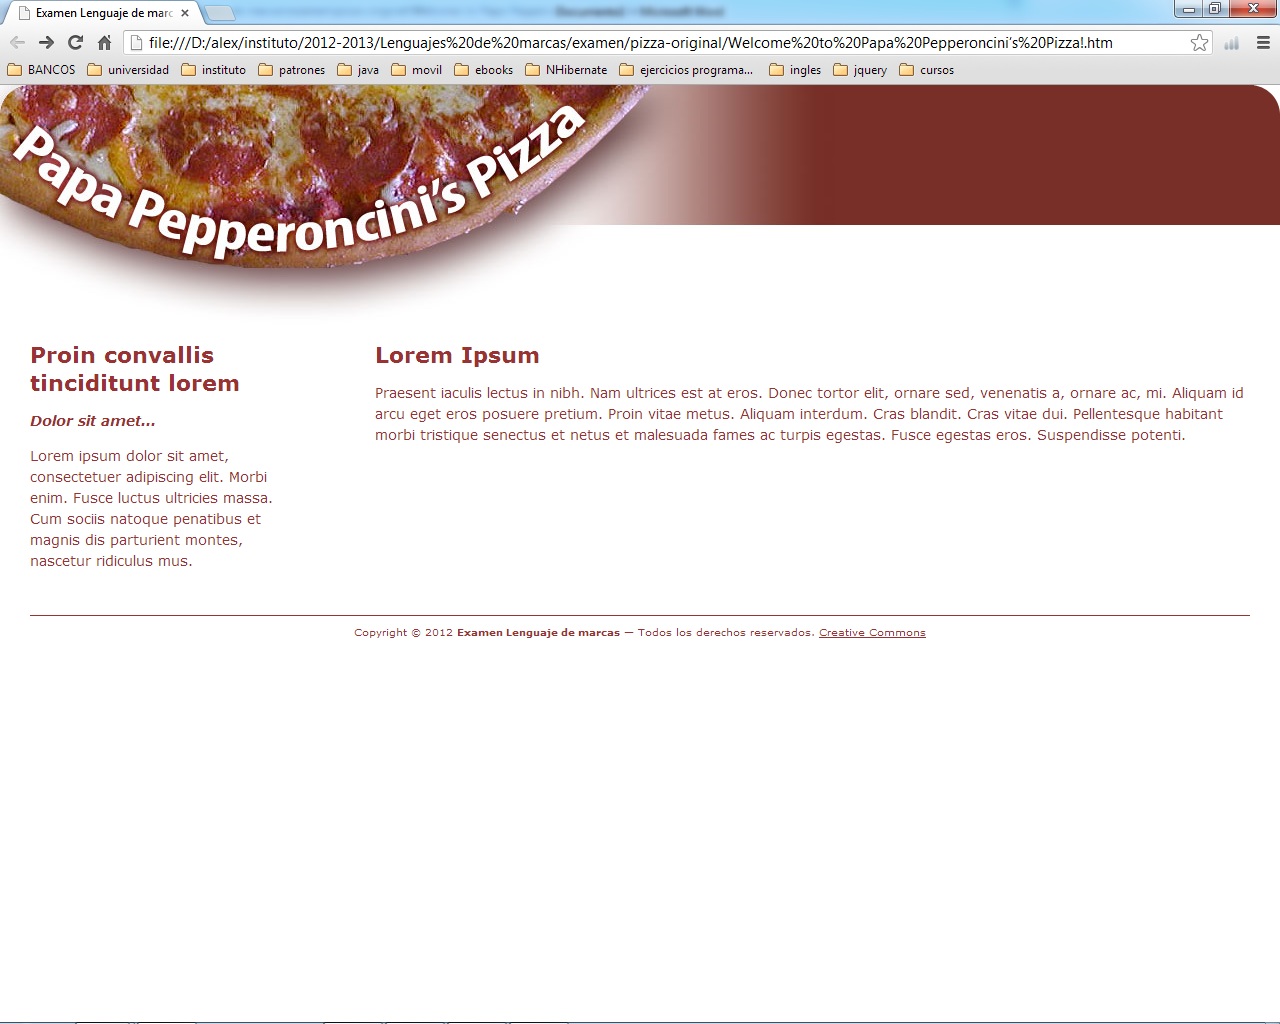 Examen Lenguaje de marc
file:///D:/alex/instituto/2012-2013/Lenguajes%20de%20marcas/examen/pizza-original/Welcome%20to%20Papa%20Pepperoncini's%20Pizza!.htm
BANCOS universidad instituto patrones java movil ebooks NHibernate ejercicios programa... ingles jquery cursos
Papa Pepperoncini's Pizza
Proin convallis
tinciditunt lorem
Dolor sit amet...
Lorem ipsum dolor sit amet,
consectetuer adipiscing elit. Morbi
enim. Fusce luctus ultricies massa.
Cum sociis natoque penatibus et
magnis dis parturient montes,
nascetur ridiculus mus.
Lorem Ipsum
Praesent iaculis lectus in nibh. Nam ultrices est at eros. Donec tortor elit, ornare sed, venenatis a, ornare ac, mi. Aliquam id
arcu eget eros posuere pretium. Proin vitae metus. Aliquam interdum. Cras blandit. Cras vitae dui. Pellentesque habitant
morbi tristique senectus et netus et malesuada fames ac turpis egestas. Fusce egestas eros. Suspendisse potenti.
Copyright © 2012 Examen Lenguaje de marcas — Todos los derechos reservados. Creative Commons